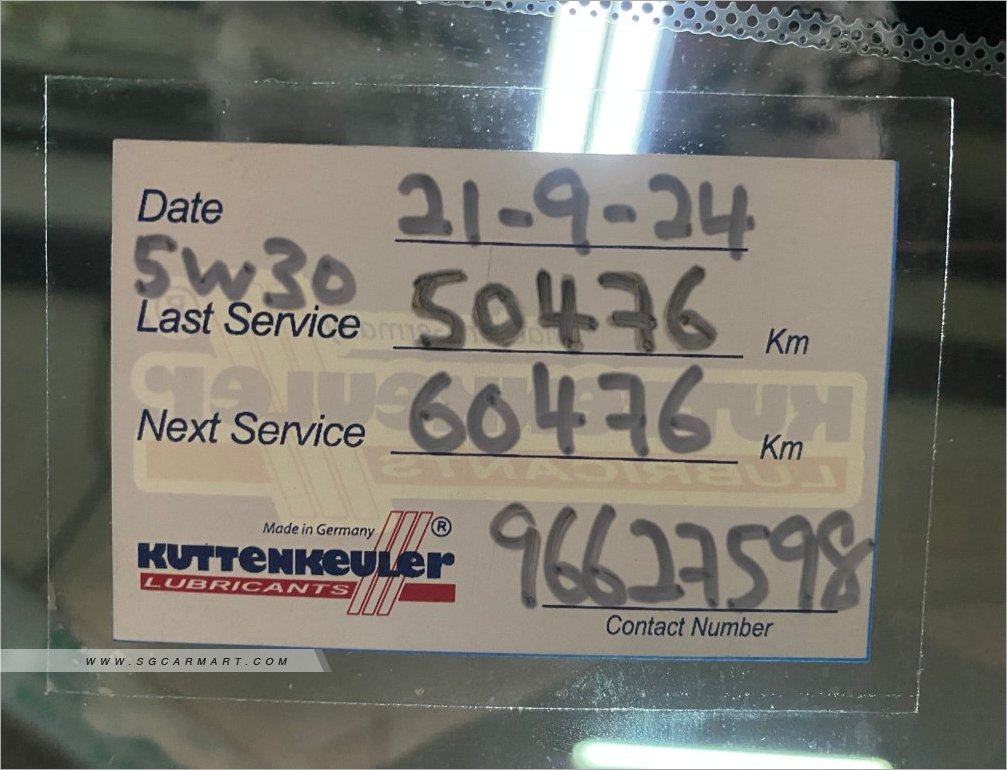 Date 21-9-24
5W30
Last Service 50476 Km
Next Service 60476 Km
Made in Germany
KUTTENKEULER ®
LUBRICANTS
96627598
Contact Number
WWW.SGCARMART.COM